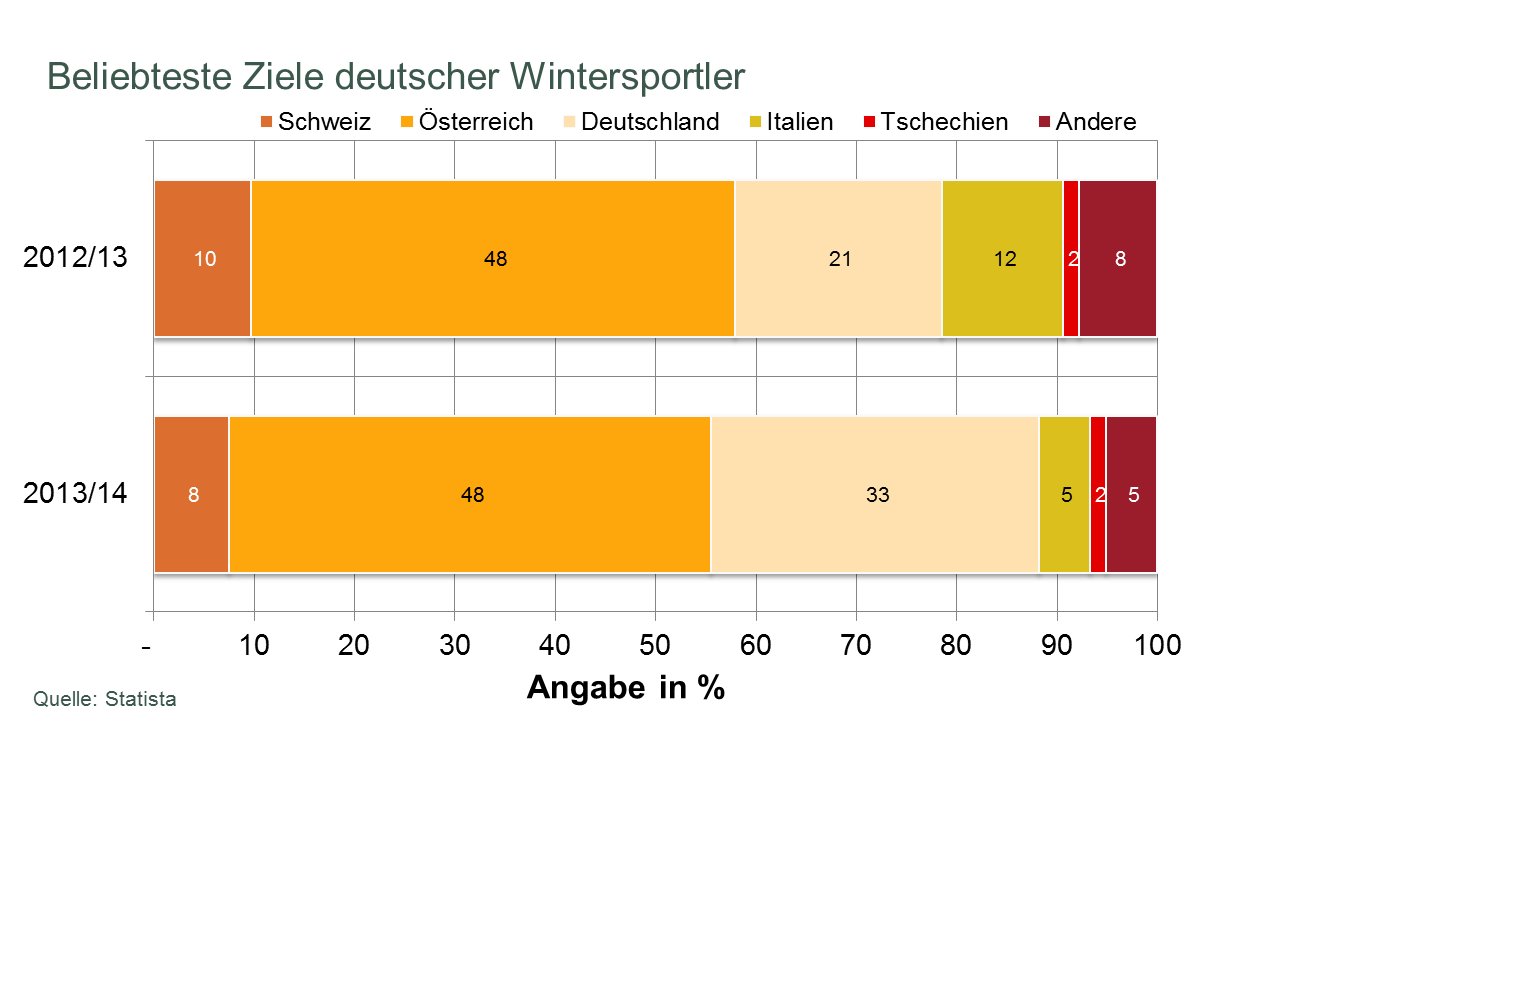 Beliebteste Ziele deutscher Wintersportler
Schweiz Österreich Deutschland Italien Tschechien Andere
2012/13 10 48 21 12 2 8
2013/14 8 48 33 5 2 5
- 10 20 30 40 50 60 70 80 90 100
Angabe in %
Quelle: Statista